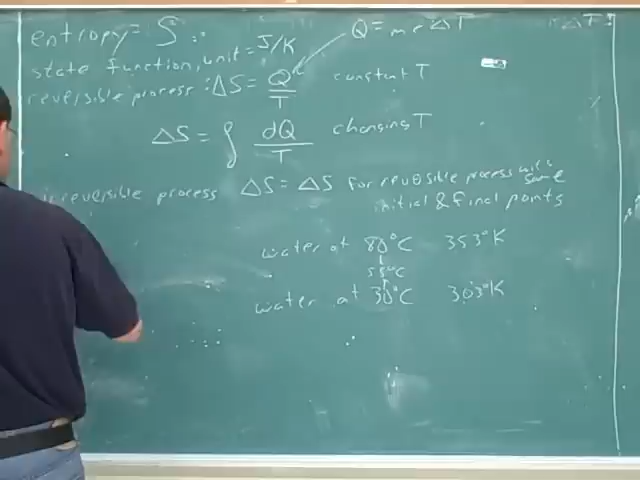 entropy = S :
Q = m c ΔT
state function, unit = J/K
reversible process : ΔS = Q/T constant T
ΔS = ∫ dQ/T changing T
irreversible process ΔS = ΔS for reversible process with same
initial & final points
water at 80°C 353°K
55°C
water at 30°C 303°K